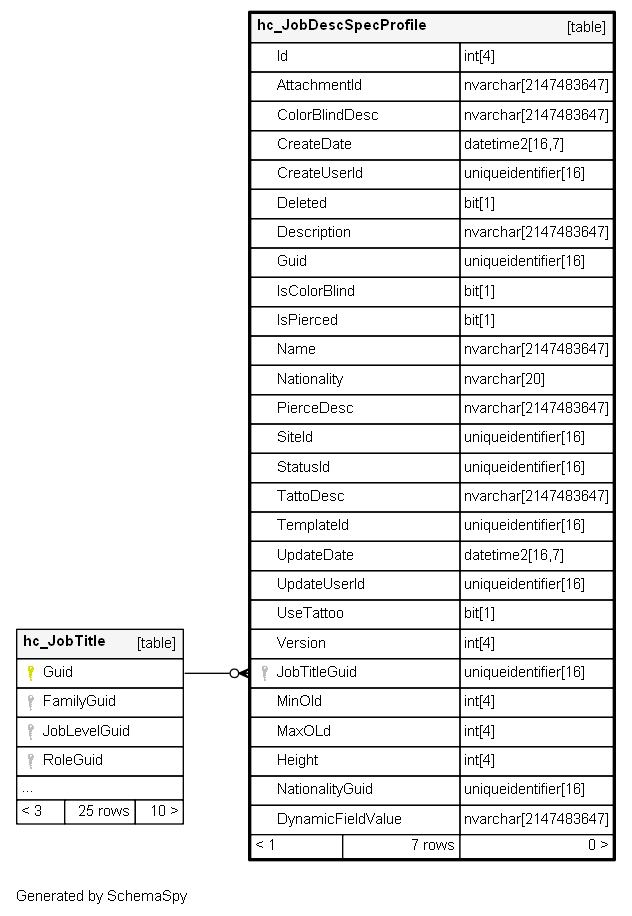 hc_JobDescSpecProfile [table]
Id int[4]
AttachmentId nvarchar[2147483647]
ColorBlindDesc nvarchar[2147483647]
CreateDate datetime2[16,7]
CreateUserId uniqueidentifier[16]
Deleted bit[1]
Description nvarchar[2147483647]
Guid uniqueidentifier[16]
IsColorBlind bit[1]
IsPierced bit[1]
Name nvarchar[2147483647]
Nationality nvarchar[20]
PierceDesc nvarchar[2147483647]
SiteId uniqueidentifier[16]
StatusId uniqueidentifier[16]
TattoDesc nvarchar[2147483647]
TemplateId uniqueidentifier[16]
UpdateDate datetime2[16,7]
UpdateUserId uniqueidentifier[16]
UseTattoo bit[1]
Version int[4]
JobTitleGuid uniqueidentifier[16]
MinOld int[4]
MaxOLd int[4]
Height int[4]
NationalityGuid uniqueidentifier[16]
DynamicFieldValue nvarchar[2147483647]
< 1 7 rows 0 >
hc_JobTitle [table]
Guid
FamilyGuid
JobLevelGuid
RoleGuid
...
< 3 25 rows 10 >
Generated by SchemaSpy